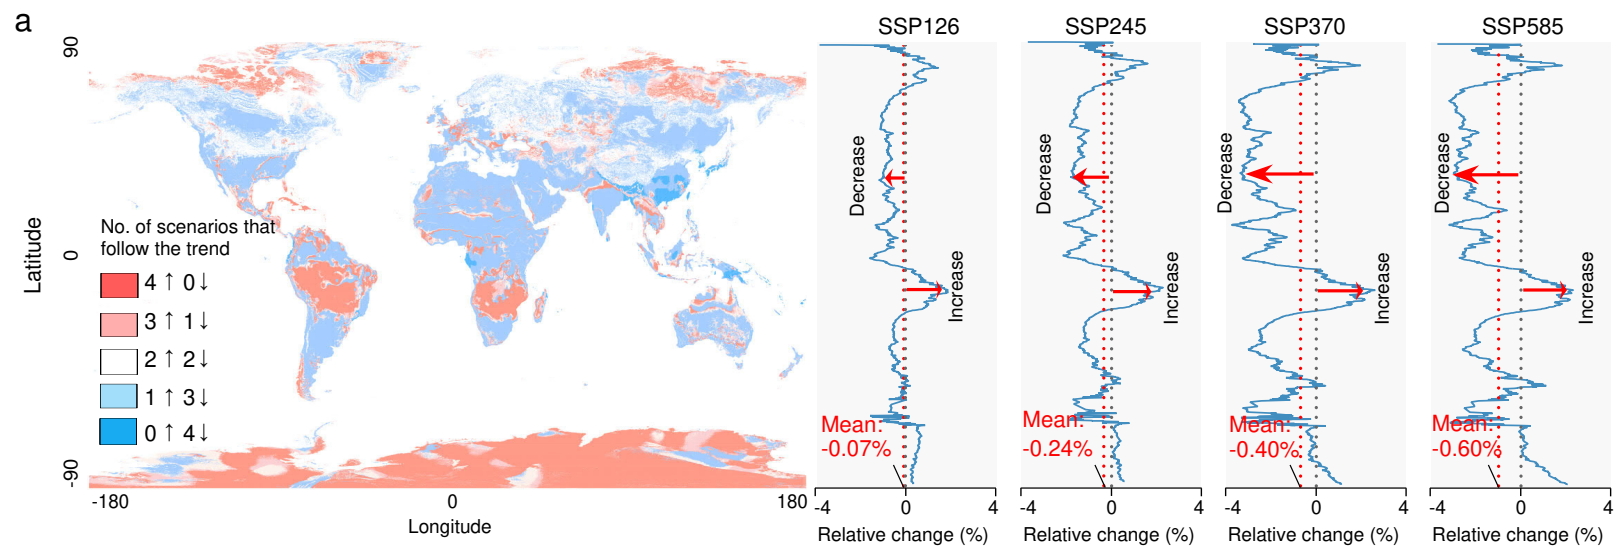 a
SSP126
SSP245
SSP370
SSP585
90
0
-90
Latitude
No. of scenarios that
follow the trend
4 ↑ 0↓
3 ↑ 1↓
2 ↑ 2↓
1 ↑ 3↓
0 ↑ 4↓
-180
0
180
Longitude
Decrease
Increase
Mean:
-0.07%
-4
0
4
Relative change (%)
Decrease
Increase
Mean:
-0.24%
-4
0
4
Relative change (%)
Decrease
Increase
Mean:
-0.40%
-4
0
4
Relative change (%)
Decrease
Increase
Mean:
-0.60%
-4
0
4
Relative change (%)